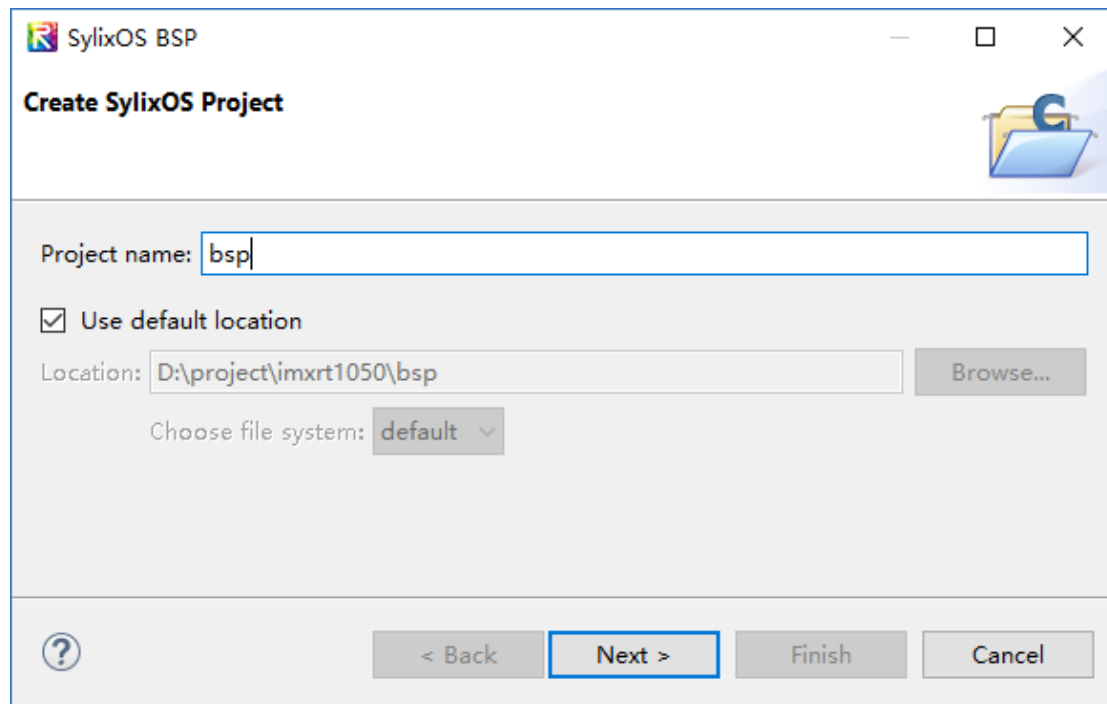 SylixOS BSP
Create SylixOS Project
Project name: bsp
Use default location
Location: D:\project\imxrt1050\bsp Browse...
Choose file system: default
< Back Next > Finish Cancel